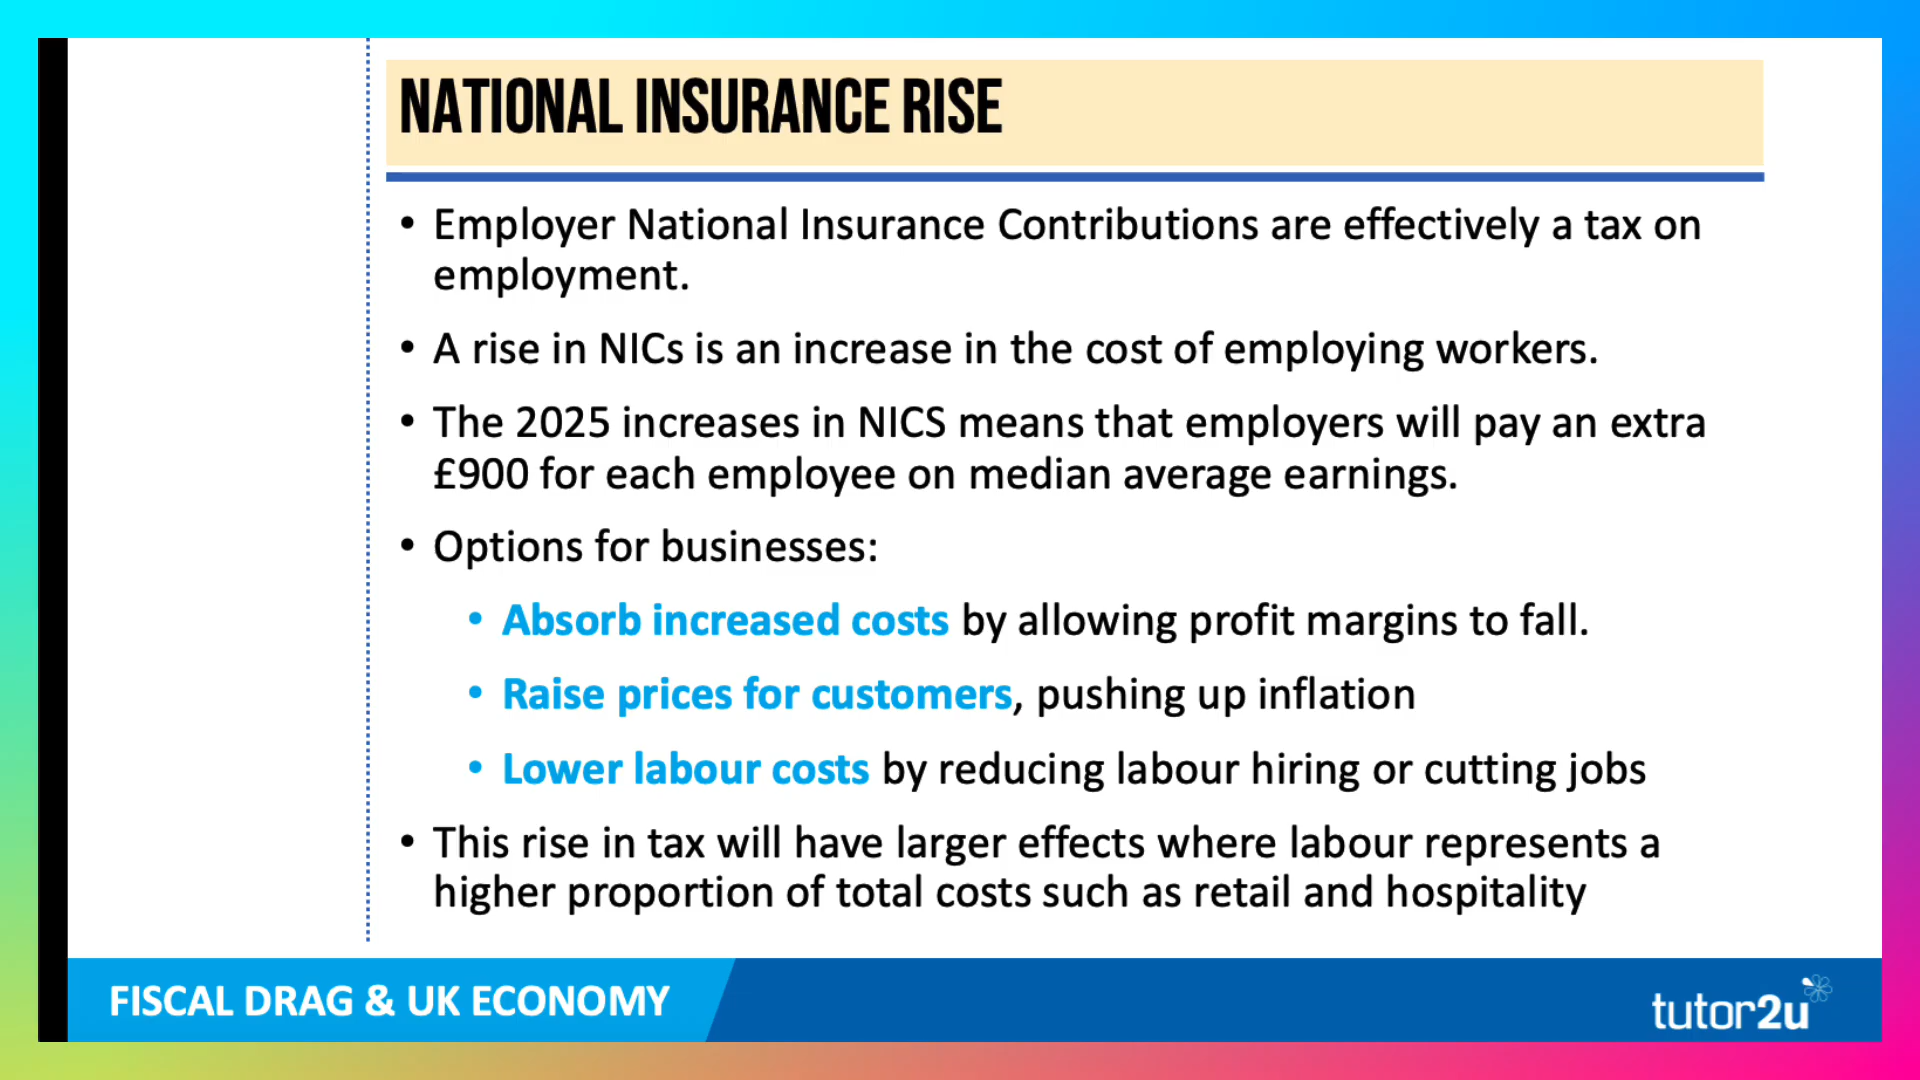 NATIONAL INSURANCE RISE
• Employer National Insurance Contributions are effectively a tax on
employment.
• A rise in NICs is an increase in the cost of employing workers.
• The 2025 increases in NICS means that employers will pay an extra
£900 for each employee on median average earnings.
• Options for businesses:
• Absorb increased costs by allowing profit margins to fall.
• Raise prices for customers, pushing up inflation
• Lower labour costs by reducing labour hiring or cutting jobs
• This rise in tax will have larger effects where labour represents a
higher proportion of total costs such as retail and hospitality
FISCAL DRAG & UK ECONOMY
tutor2u